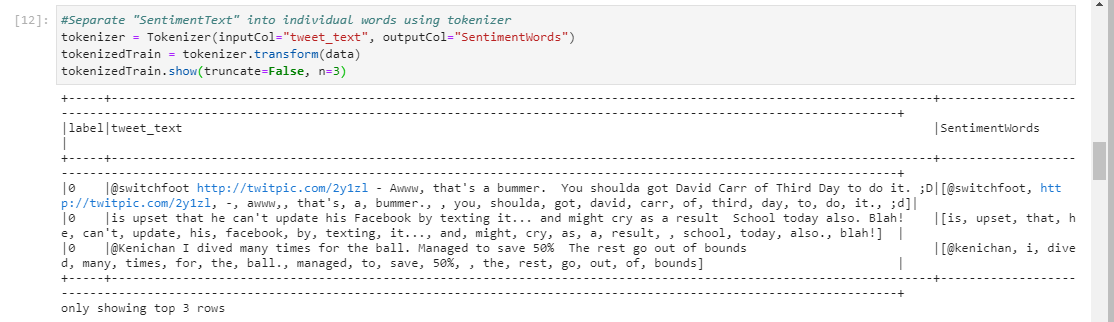 [12]: #Separate "SentimentText" into individual words using tokenizer
tokenizer = Tokenizer(inputCol="tweet_text", outputCol="SentimentWords")
tokenizedTrain = tokenizer.transform(data)
tokenizedTrain.show(truncate=False, n=3)
+-----+---------------------------------------------------------------------------------------------------------------+-------------------
-----------------------------------------------------------------------------------------------------------------+
|label|tweet_text                                                                                                     |SentimentWords
|
+-----+---------------------------------------------------------------------------------------------------------------+-------------------
-----------------------------------------------------------------------------------------------------------------+
|0    |@switchfoot http://twitpic.com/2y1zl - Awww, that's a bummer.  You shoulda got David Carr of Third Day to do it. ;D|[@switchfoot, htt
p://twitpic.com/2y1zl, -, awww,, that's, a, bummer., , you, shoulda, got, david, carr, of, third, day, to, do, it., ;d]|
|0    |is upset that he can't update his Facebook by texting it... and might cry as a result  School today also. Blah!    |[is, upset, that, h
e, can't, update, his, facebook, by, texting, it..., and, might, cry, as, a, result, , school, today, also., blah!]  |
|0    |@Kenichan I dived many times for the ball. Managed to save 50%  The rest go out of bounds                          |[@kenichan, i, dive
d, many, times, for, the, ball., managed, to, save, 50%, , the, rest, go, out, of, bounds]                           |
+-----+---------------------------------------------------------------------------------------------------------------+-------------------
-----------------------------------------------------------------------------------------------------------------+
only showing top 3 rows